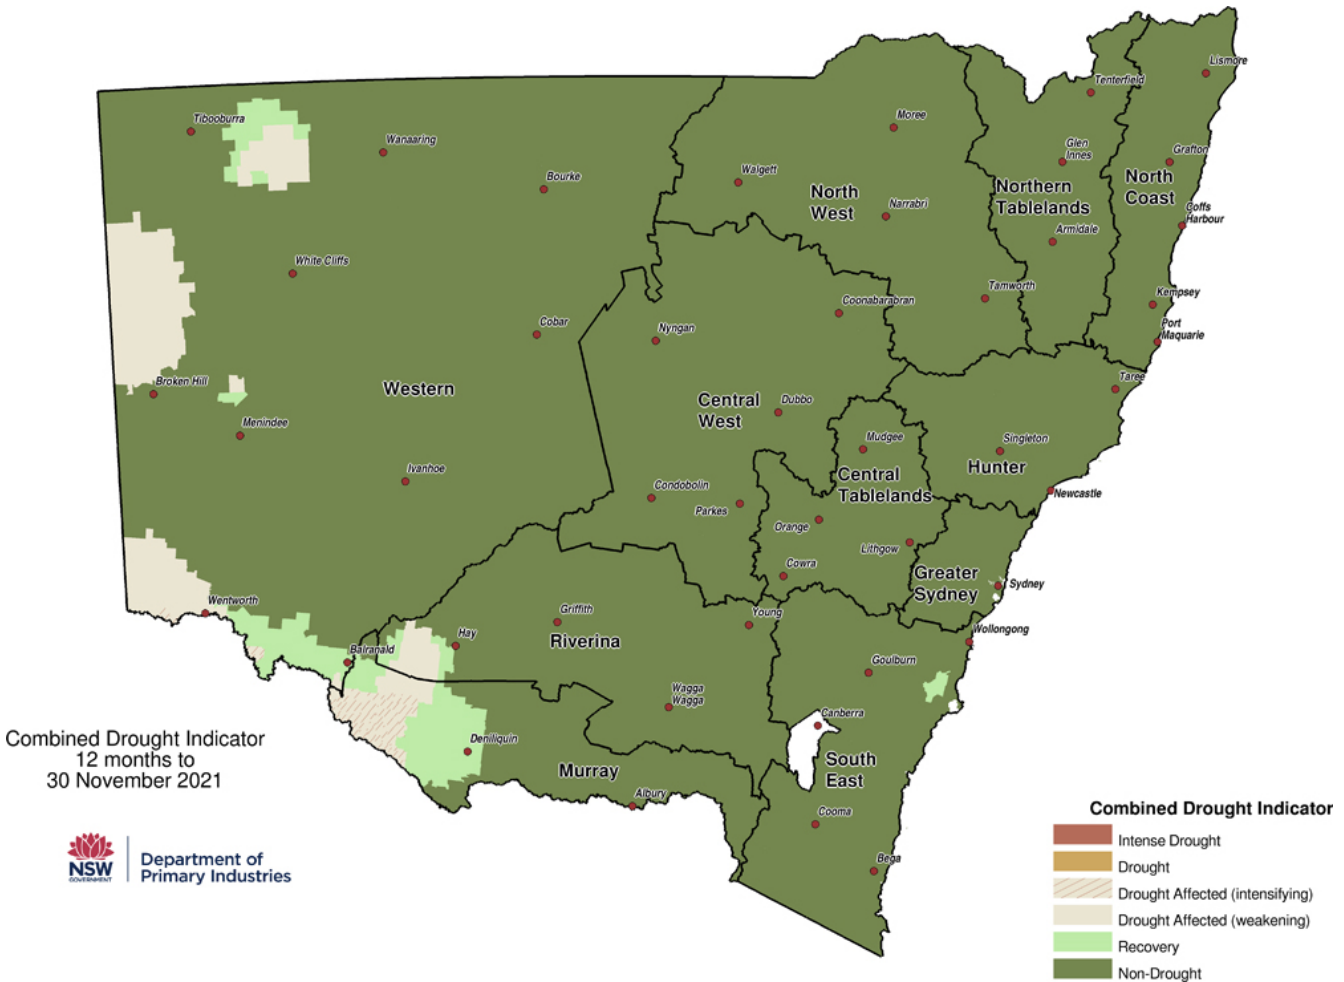 Lismore
Tenterfield
Tibooburra
Moree
Wanaaring
Glen
Innes
Grafton
Walgett
Bourke
North
West
Northern
Tablelands
North
Coast
Narrabri
Coffs
Harbour
Armidale
White Cliffs
Tamworth
Kempsey
Coonabarabran
Cobar
Nyngan
Port
Maquarie
Broken Hill
Western
Taree
Central
West
Dubbo
Menindee
Mudgee
Singleton
Ivanhoe
Hunter
Central
Tablelands
Condobolin
Newcastle
Parkes
Orange
Lithgow
Cowra
Greater
Sydney
Sydney
Wentworth
Griffith
Young
Wollongong
Hay
Riverina
Balranald
Goulburn
Wagga
Wagga
Canberra
Combined Drought Indicator
12 months to
30 November 2021
Deniliquin
Murray
South
East
Albury
Cooma
Bega
NSW
GOVERNMENT
Department of
Primary Industries
Combined Drought Indicator
Intense Drought
Drought
Drought Affected (intensifying)
Drought Affected (weakening)
Recovery
Non-Drought